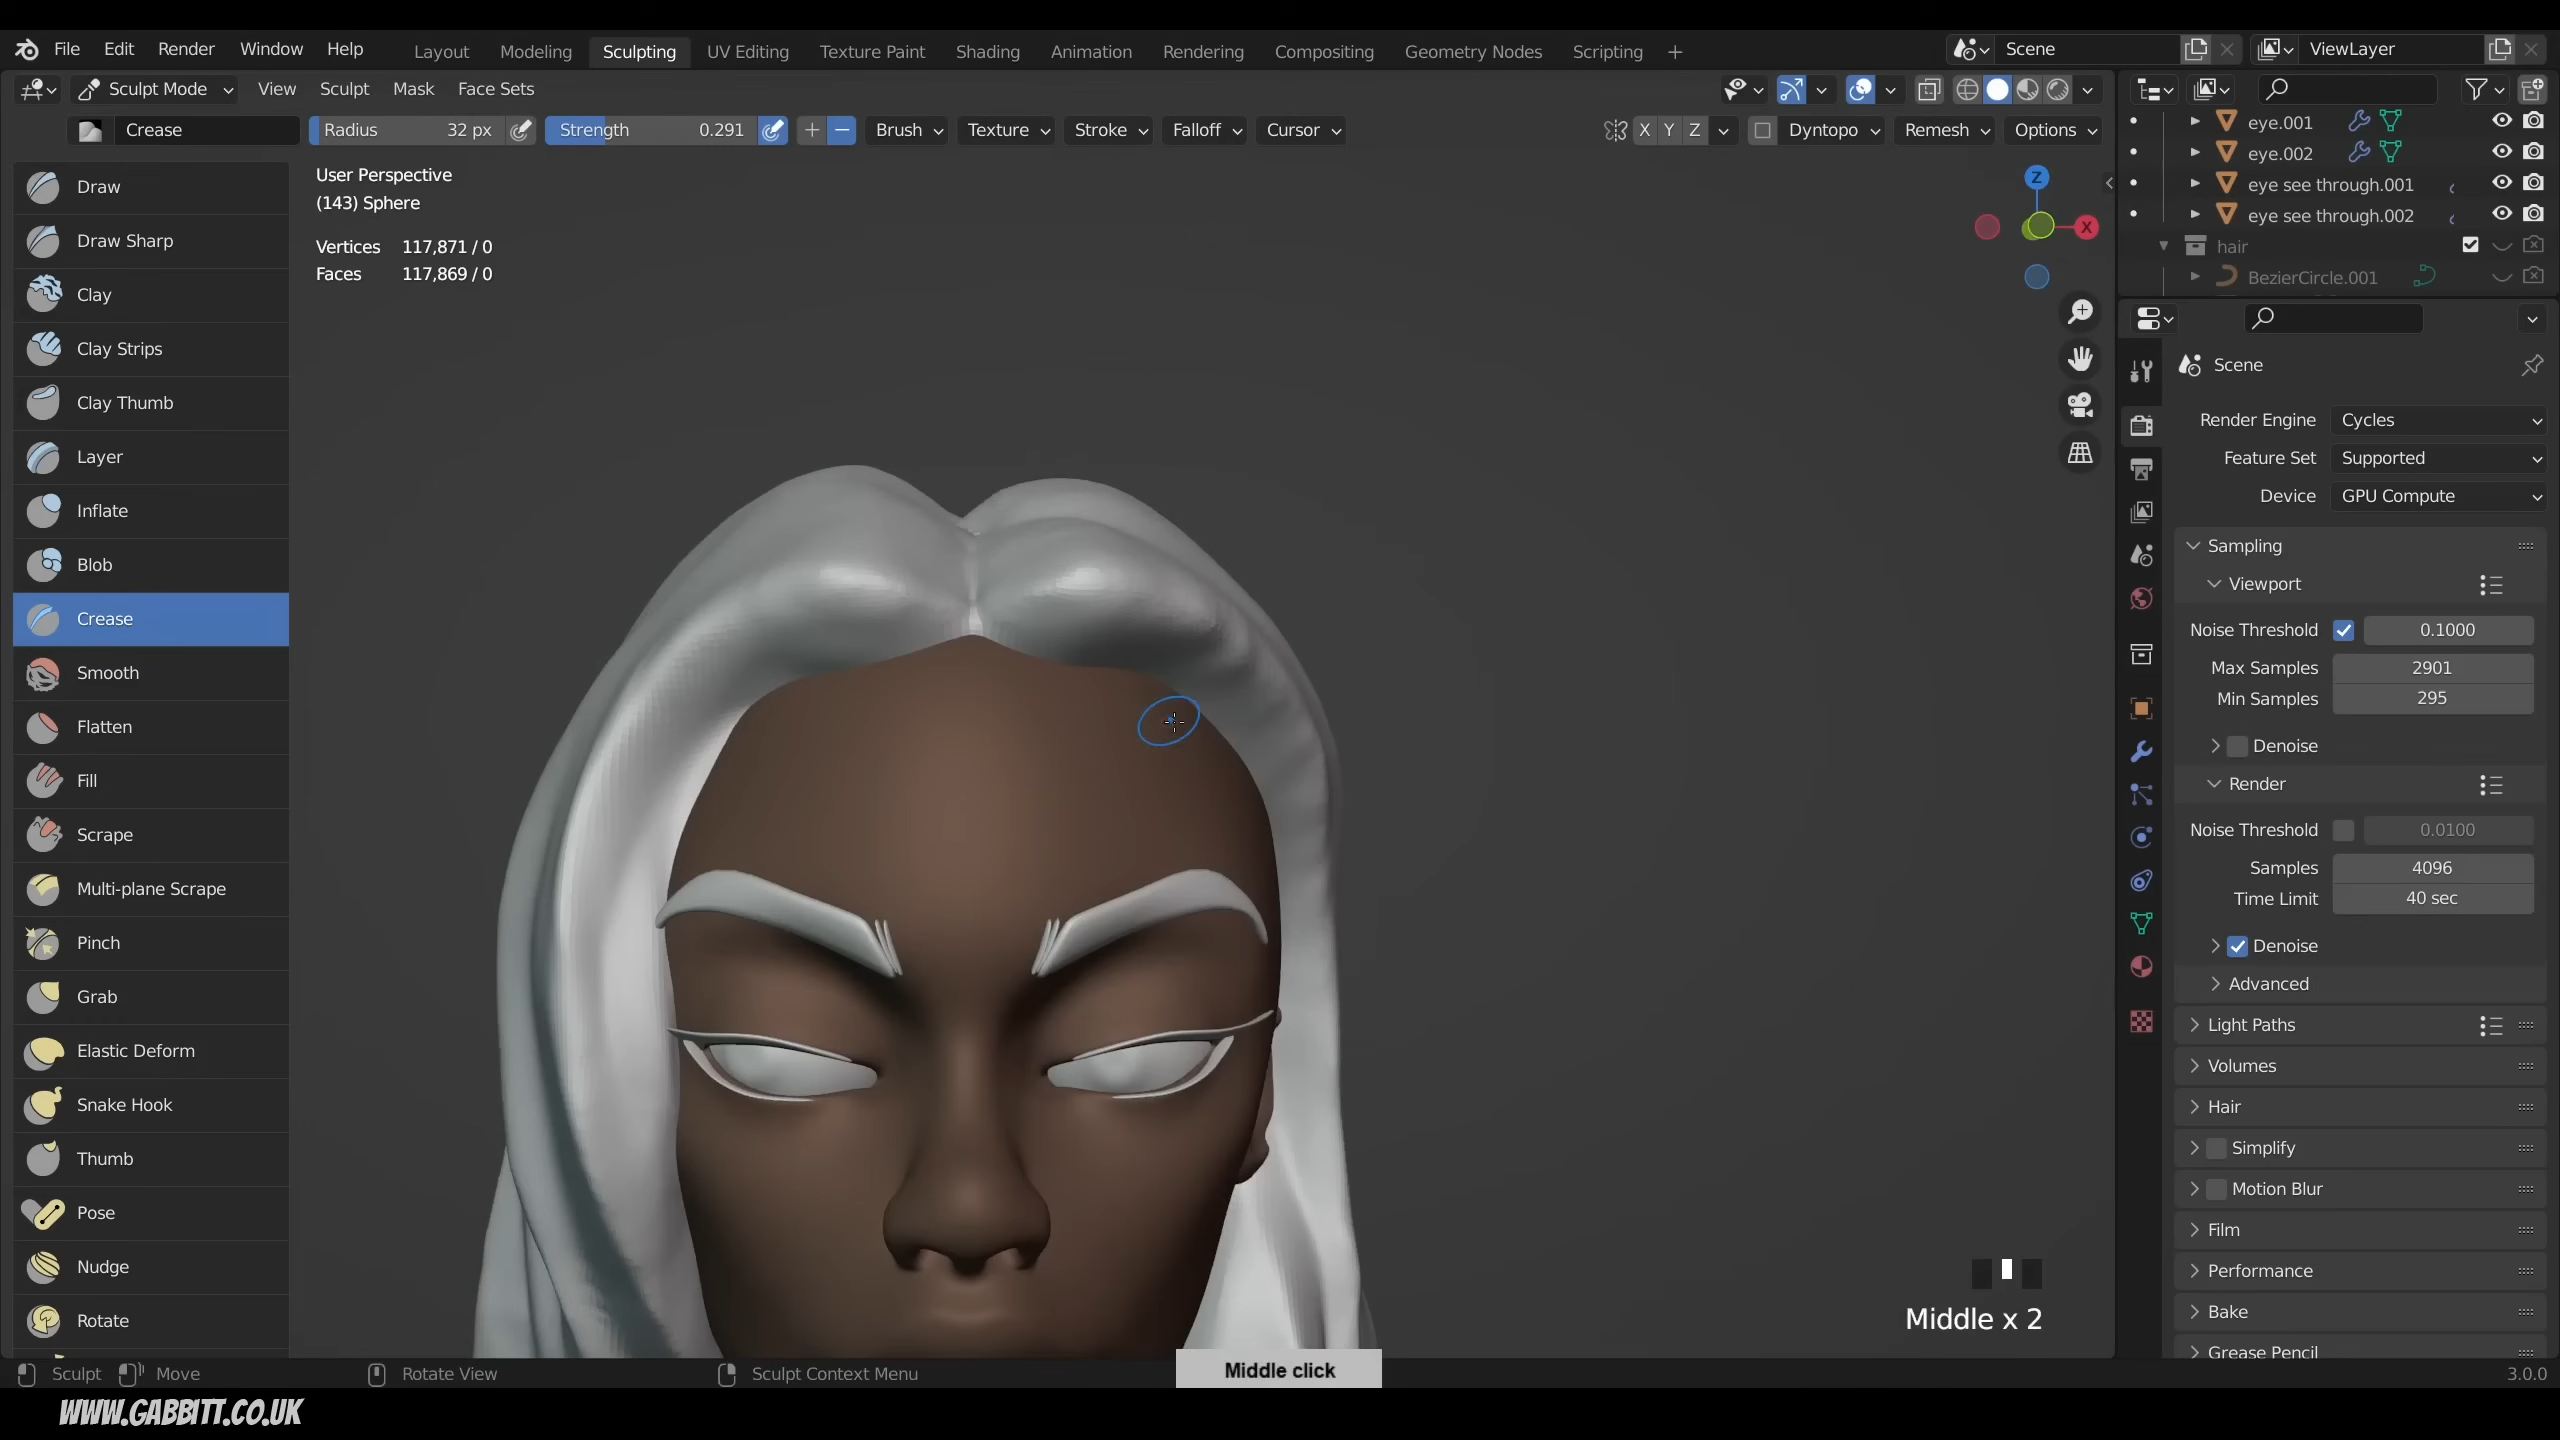 File Edit Render Window Help Layout Modeling Sculpting UV Editing Texture Paint Shading Animation Rendering Compositing Geometry Nodes Scripting + Scene ViewLayer
Sculpt Mode View Sculpt Mask Face Sets
Crease Radius 32 px Strength 0.291 Brush Texture Stroke Falloff Cursor X Y Z Dyntopo Remesh Options
User Perspective
(143) Sphere
Vertices 117,871 / 0
Faces 117,869 / 0
Z
X
Draw
Draw Sharp
Clay
Clay Strips
Clay Thumb
Layer
Inflate
Blob
Crease
Smooth
Flatten
Fill
Scrape
Multi-plane Scrape
Pinch
Grab
Elastic Deform
Snake Hook
Thumb
Pose
Nudge
Rotate
eye.001
eye.002
eye see through.001
eye see through.002
hair
BezierCircle.001
Scene
Render Engine Cycles
Feature Set Supported
Device GPU Compute
Sampling
Viewport
Noise Threshold 0.1000
Max Samples 2901
Min Samples 295
Denoise
Render
Noise Threshold 0.0100
Samples 4096
Time Limit 40 sec
Denoise
Advanced
Light Paths
Volumes
Hair
Simplify
Motion Blur
Film
Performance
Bake
Grease Pencil
Middle x 2
Sculpt Move Rotate View Sculpt Context Menu Middle click 3.0.0
WWW.GABBITT.CO.UK